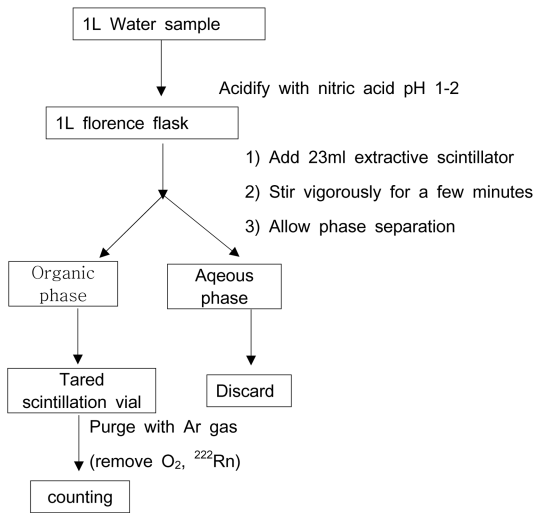 1L Water sample
Acidify with nitric acid pH 1-2
1L florence flask
1) Add 23ml extractive scintillator
2) Stir vigorously for a few minutes
3) Allow phase separation
Organic
phase
Aqeous
phase
Tared
scintillation vial
Discard
Purge with Ar gas
(remove O₂, ²²²Rn)
counting